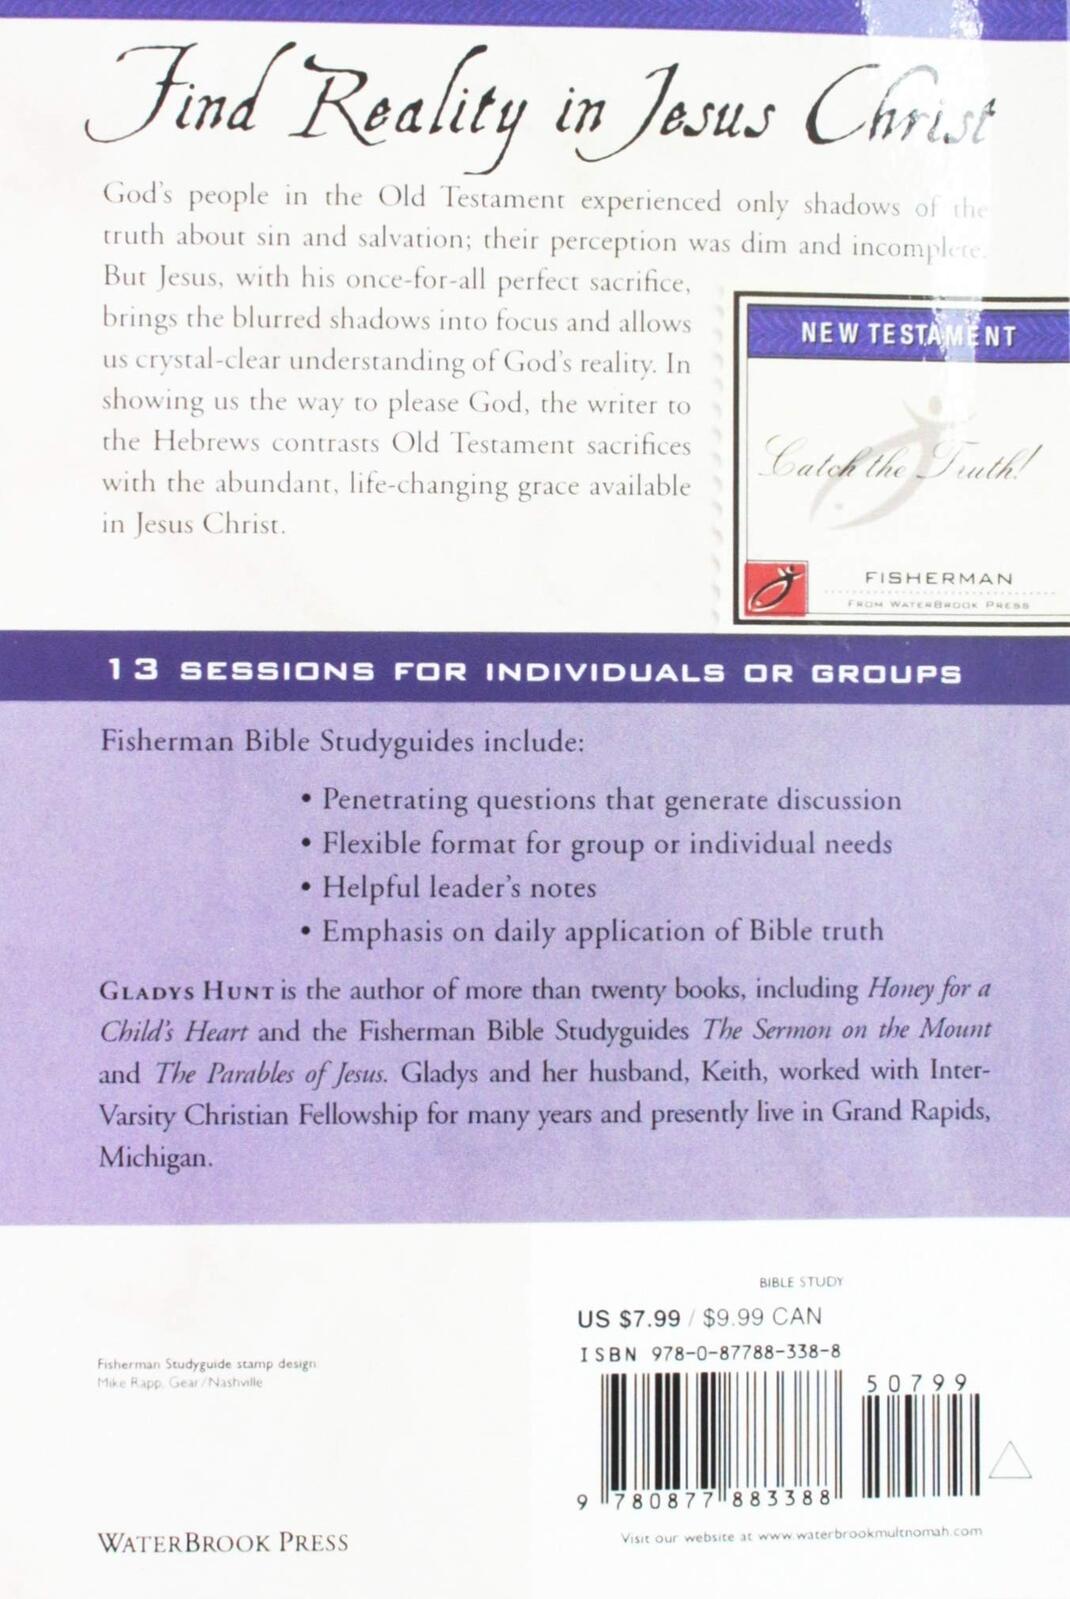 Find Reality in Jesus Christ
God's people in the Old Testament experienced only shadows of the
truth about sin and salvation; their perception was dim and incomplete.
But Jesus, with his once-for-all perfect sacrifice,
brings the blurred shadows into focus and allows
us crystal-clear understanding of God's reality. In
showing us the way to please God, the writer to
the Hebrews contrasts Old Testament sacrifices
with the abundant, life-changing grace available
in Jesus Christ.
NEW TESTAMENT
Catch the Truth!
FISHERMAN
FROM WATERBROOK PRESS
13 SESSIONS FOR INDIVIDUALS OR GROUPS
Fisherman Bible Studyguides include:
• Penetrating questions that generate discussion
• Flexible format for group or individual needs
• Helpful leader's notes
• Emphasis on daily application of Bible truth
GLADYS HUNT is the author of more than twenty books, including Honey for a
Child's Heart and the Fisherman Bible Studyguides The Sermon on the Mount
and The Parables of Jesus. Gladys and her husband, Keith, worked with Inter-
Varsity Christian Fellowship for many years and presently live in Grand Rapids,
Michigan.
BIBLE STUDY
US $7.99 / $9.99 CAN
ISBN 978-0-87788-338-8
50799
9 780877 883388
Fisherman Studyguide stamp design
Mike Rapp, Gear/Nashville
WATERBROOK PRESS
Visit our website at www.waterbrookmultnomah.com